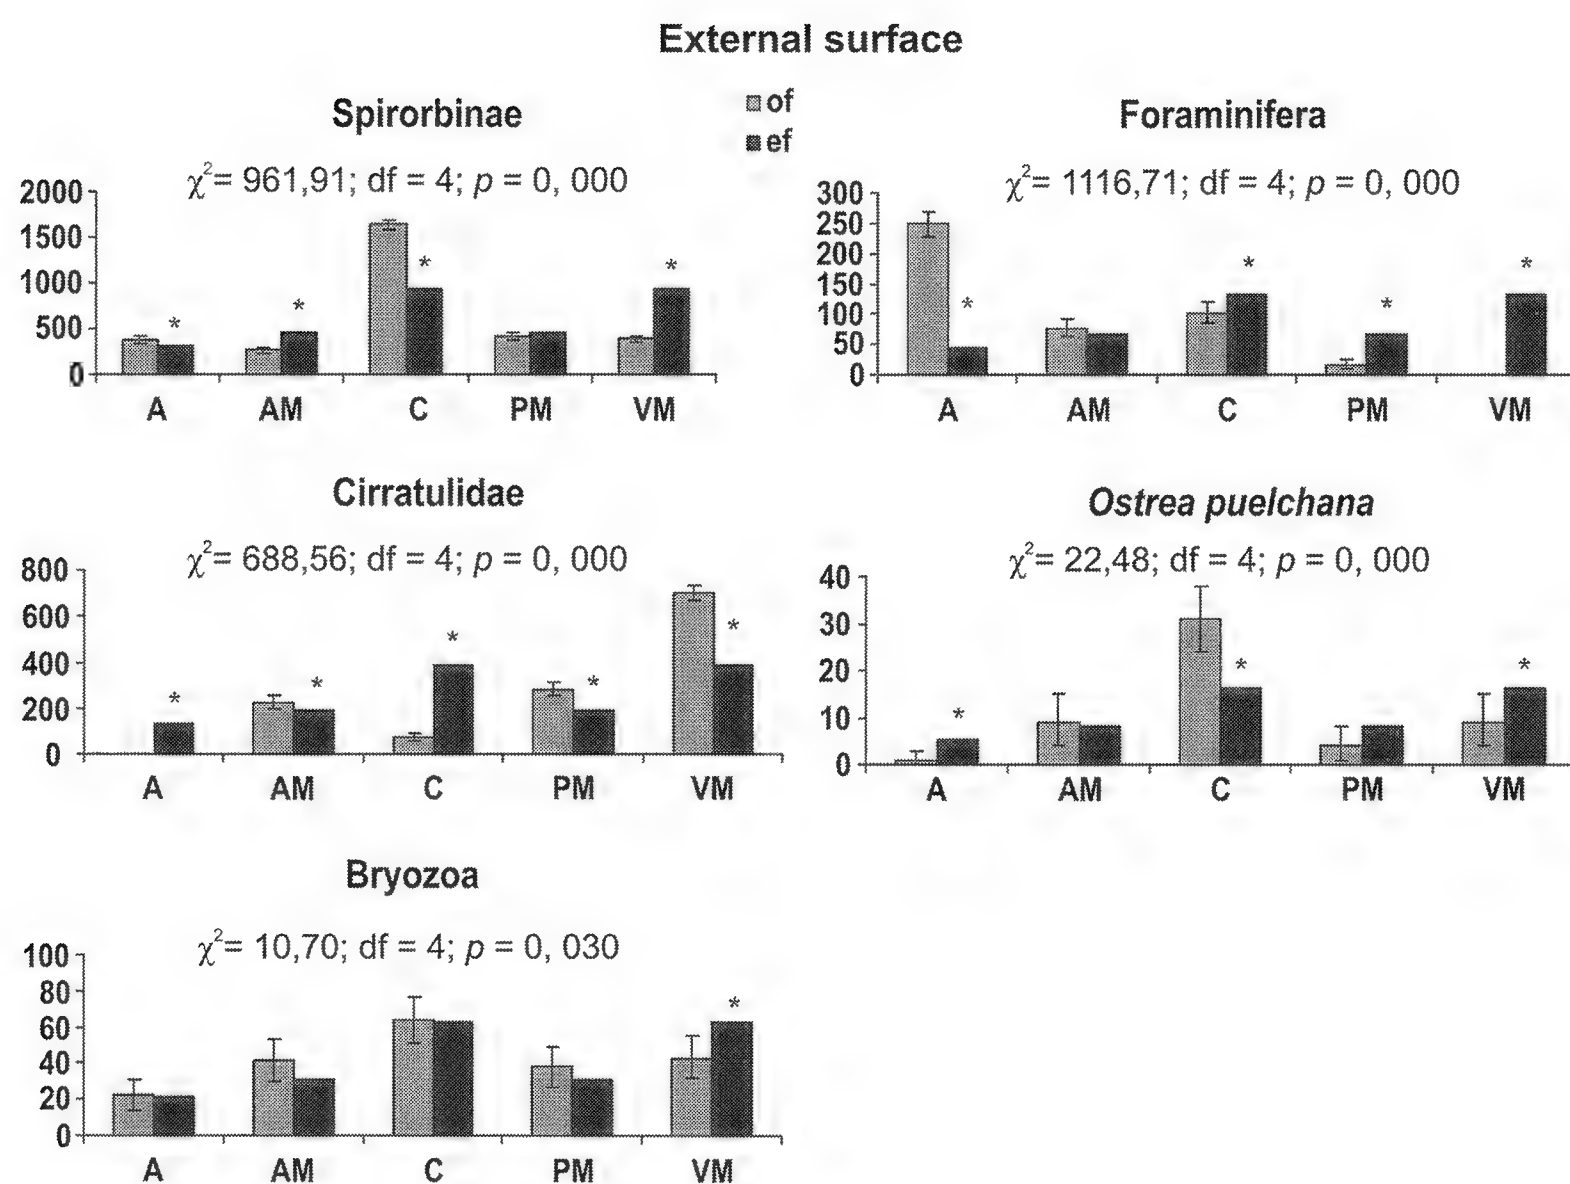 External surface
of
ef
Spirorbinae
χ²= 961,91; df = 4; p = 0, 000
2000
1500
1000
500
0
A AM C PM VM
Foraminifera
χ²= 1116,71; df = 4; p = 0, 000
300
250
200
150
100
50
0
A AM C PM VM
Cirratulidae
χ²= 688,56; df = 4; p = 0, 000
800
600
400
200
0
A AM C PM VM
Ostrea puelchana
χ²= 22,48; df = 4; p = 0, 000
40
30
20
10
0
A AM C PM VM
Bryozoa
χ²= 10,70; df = 4; p = 0, 030
100
80
60
40
20
0
A AM C PM VM